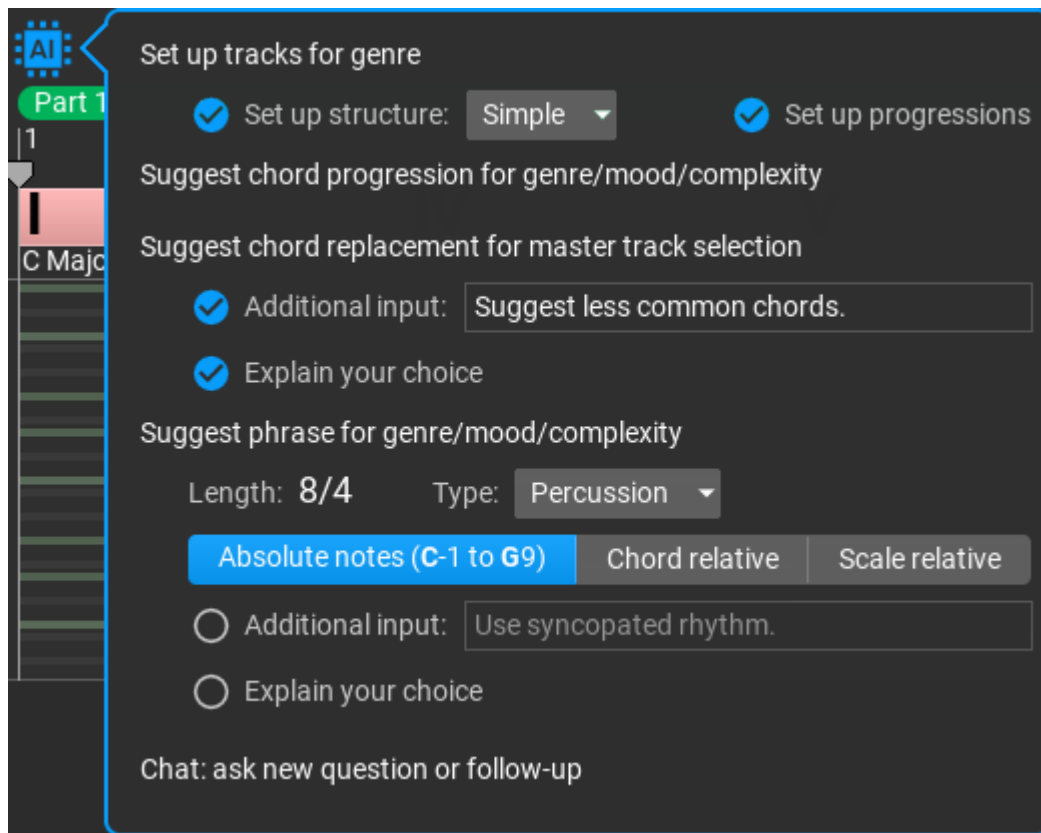 AI
Set up tracks for genre
Part 1
Set up structure: Simple Set up progressions
1
Suggest chord progression for genre/mood/complexity
I
Suggest chord replacement for master track selection
C Majo
Additional input: Suggest less common chords.
Explain your choice
Suggest phrase for genre/mood/complexity
Length: 8/4 Type: Percussion
Absolute notes (C-1 to G9) Chord relative Scale relative
Additional input: Use syncopated rhythm.
Explain your choice
Chat: ask new question or follow-up